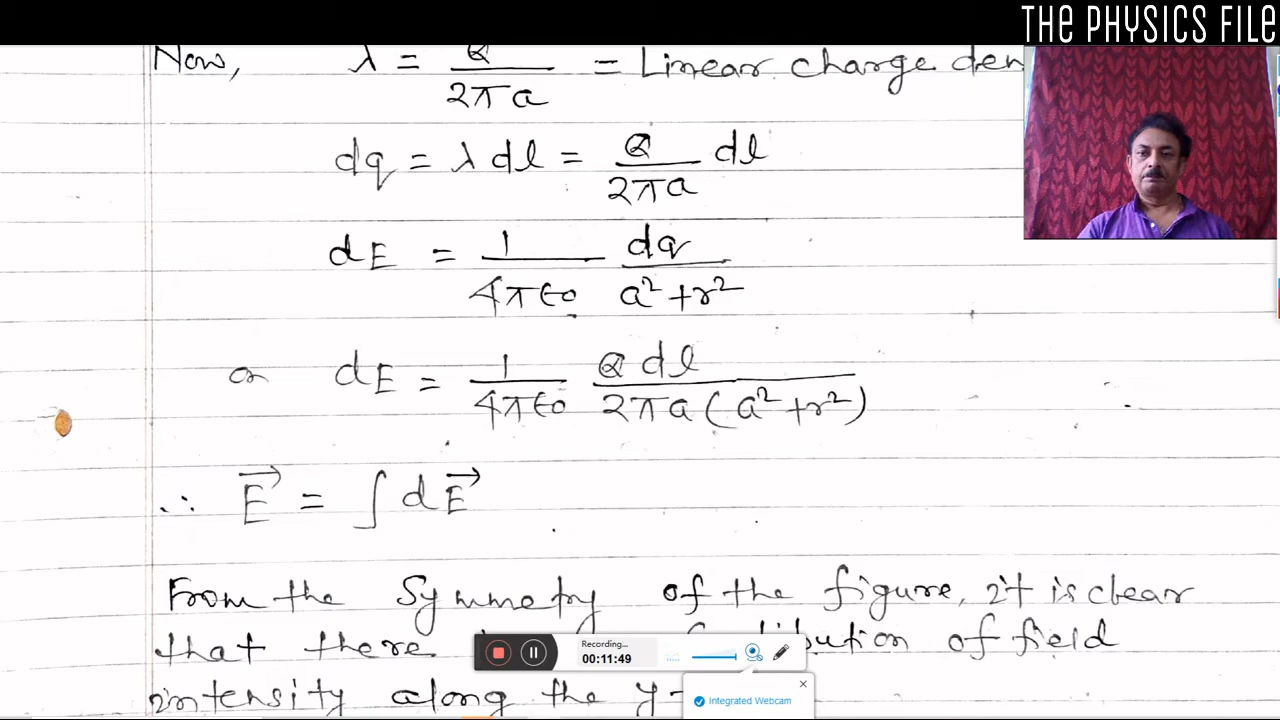 THE PHYSICS FILE
Now, λ = Q / 2πa = Linear charge den
dq = λ dl = Q / 2πa dl
dE = 1 / 4πε0 dq / a²+r²
or dE = 1 / 4πε0 Q dl / 2πa(a²+r²)
∴ E⃗ = ∫ dE⃗
From the Symmetry of the figure, it is clear
that there bution of field
intensity along the y-
Recording...
00:11:49
Integrated Webcam